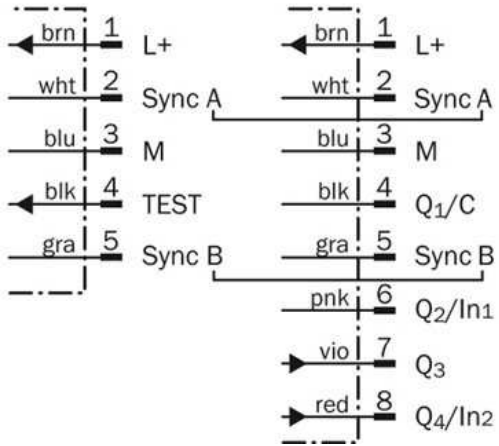 brn 1 L+
wht 2 Sync A
blu 3 M
blk 4 TEST
gra 5 Sync B
brn 1 L+
wht 2 Sync A
blu 3 M
blk 4 Q1/C
gra 5 Sync B
pnk 6 Q2/In1
vio 7 Q3
red 8 Q4/In2